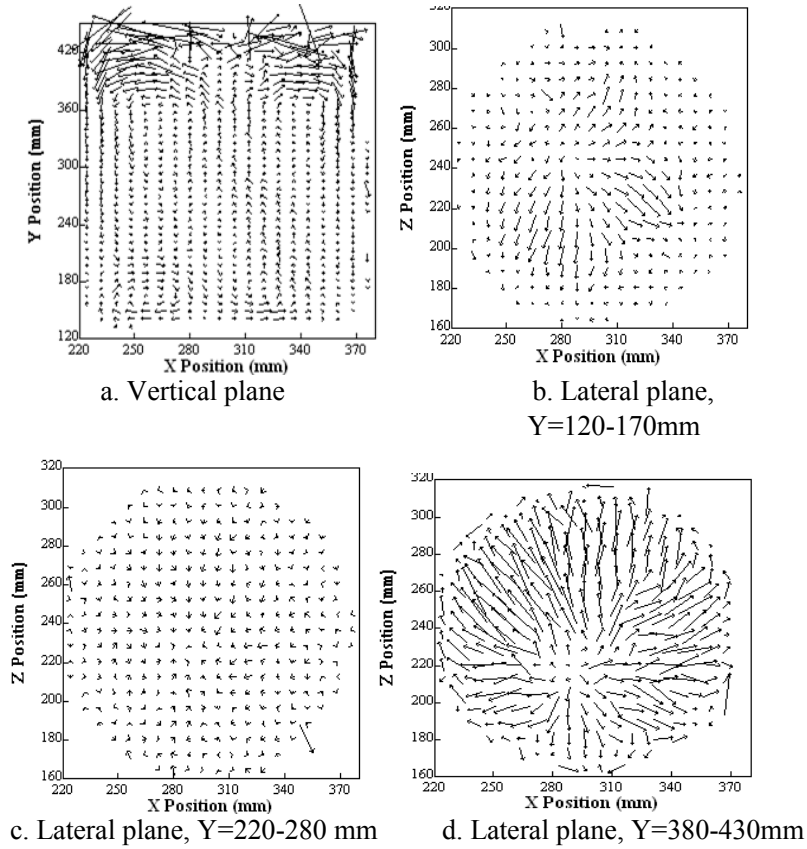 420
360
300
240
180
120
220 250 280 310 340 370
Y Position (mm)
X Position (mm)
a. Vertical plane
320
300
280
260
240
220
200
180
160
220 250 280 310 340 370
Z Position (mm)
X Position (mm)
b. Lateral plane,
Y=120-170mm
320
300
280
260
240
220
200
180
160
220 250 280 310 340 370
Z Position (mm)
X Position (mm)
c. Lateral plane, Y=220-280 mm
320
300
280
260
240
220
200
180
160
220 250 280 310 340 370
Z Position (mm)
X Position (mm)
d. Lateral plane, Y=380-430mm